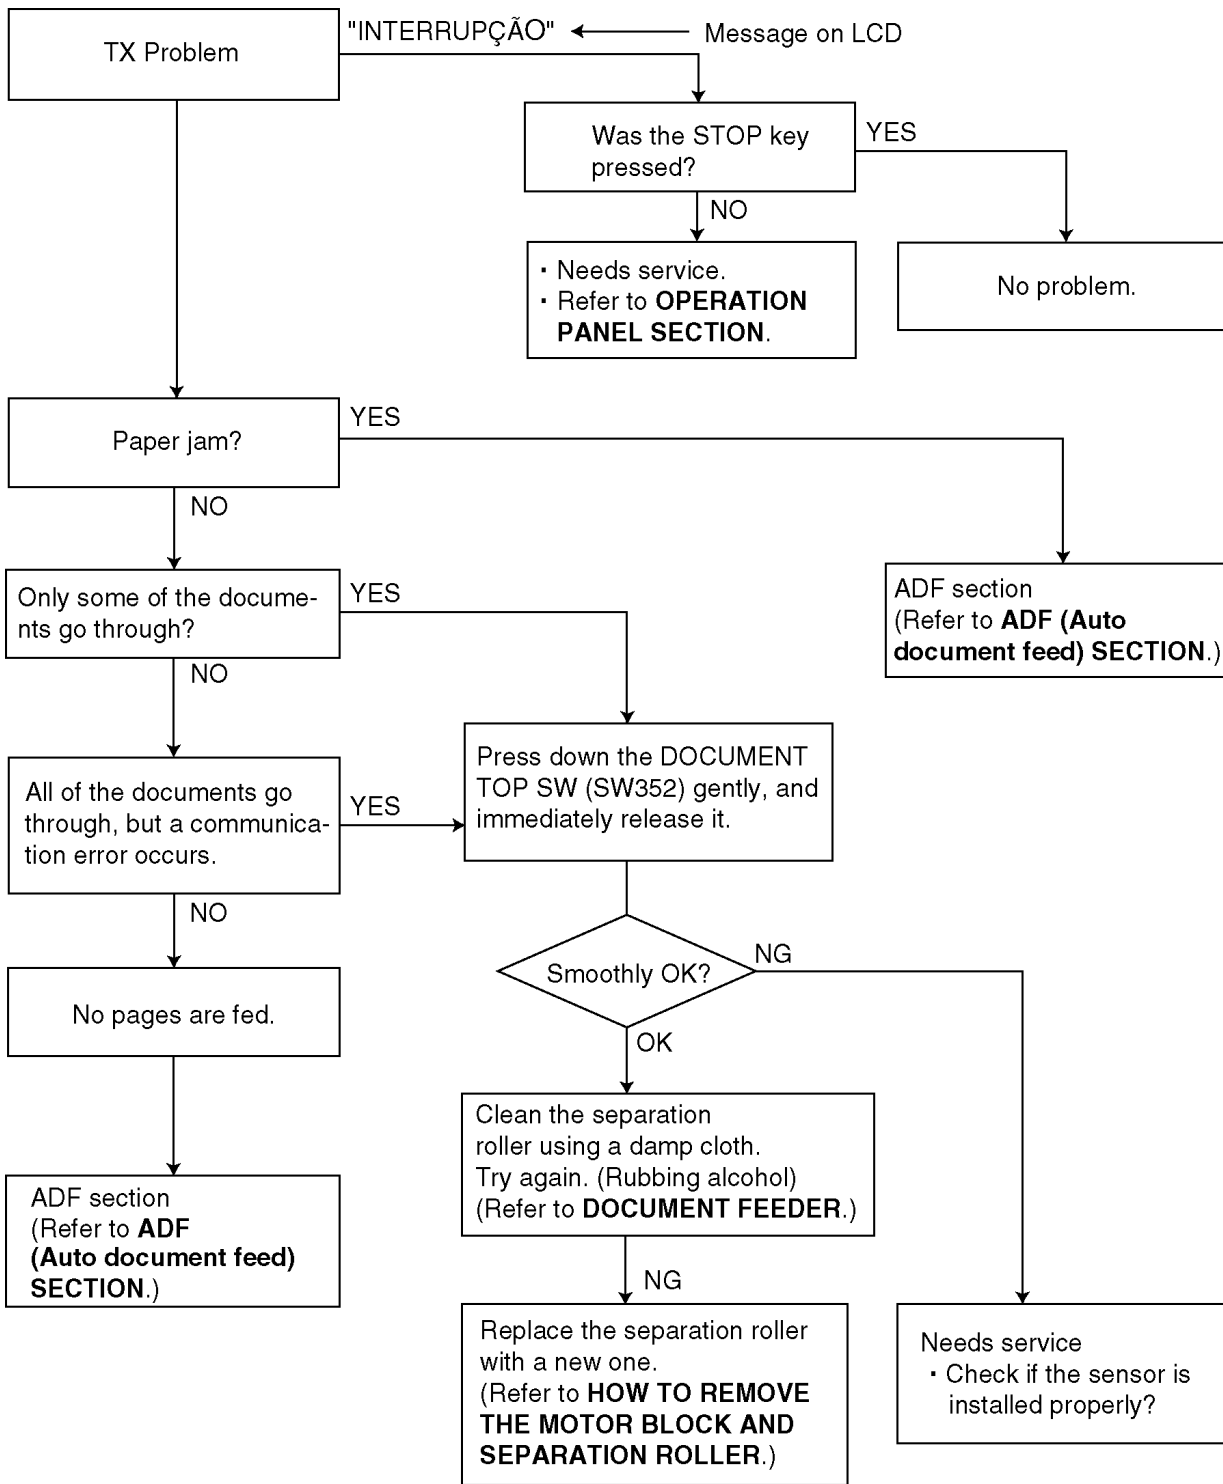 TX Problem
"INTERRUPÇÃO"
Message on LCD
Was the STOP key
pressed?
YES
NO
· Needs service.
· Refer to OPERATION
PANEL SECTION.
No problem.
Paper jam?
YES
NO
ADF section
(Refer to ADF (Auto
document feed) SECTION.)
Only some of the docume-
nts go through?
YES
NO
All of the documents go
through, but a communica-
tion error occurs.
YES
NO
Press down the DOCUMENT
TOP SW (SW352) gently, and
immediately release it.
Smoothly OK?
NG
OK
No pages are fed.
ADF section
(Refer to ADF
(Auto document feed)
SECTION.)
Clean the separation
roller using a damp cloth.
Try again. (Rubbing alcohol)
(Refer to DOCUMENT FEEDER.)
NG
Replace the separation roller
with a new one.
(Refer to HOW TO REMOVE
THE MOTOR BLOCK AND
SEPARATION ROLLER.)
Needs service
· Check if the sensor is
installed properly?